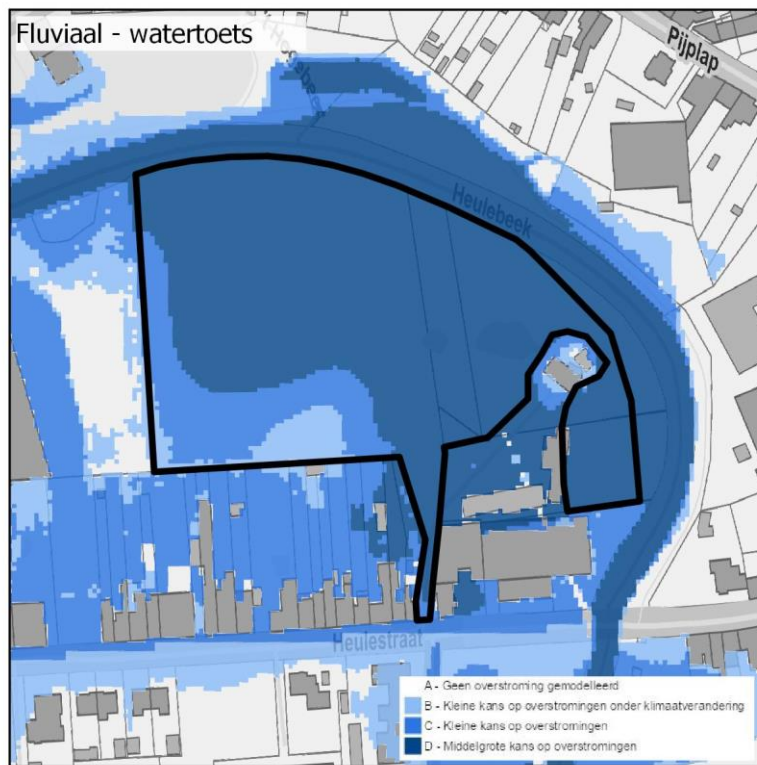 Fluviaal - watertoets
Pijplap
Hogebeek
Heulebeek
Heulestraat
A - Geen overstroming gemodelleerd
B - Kleine kans op overstromingen onder klimaatverandering
C - Kleine kans op overstromingen
D - Middelgrote kans op overstromingen